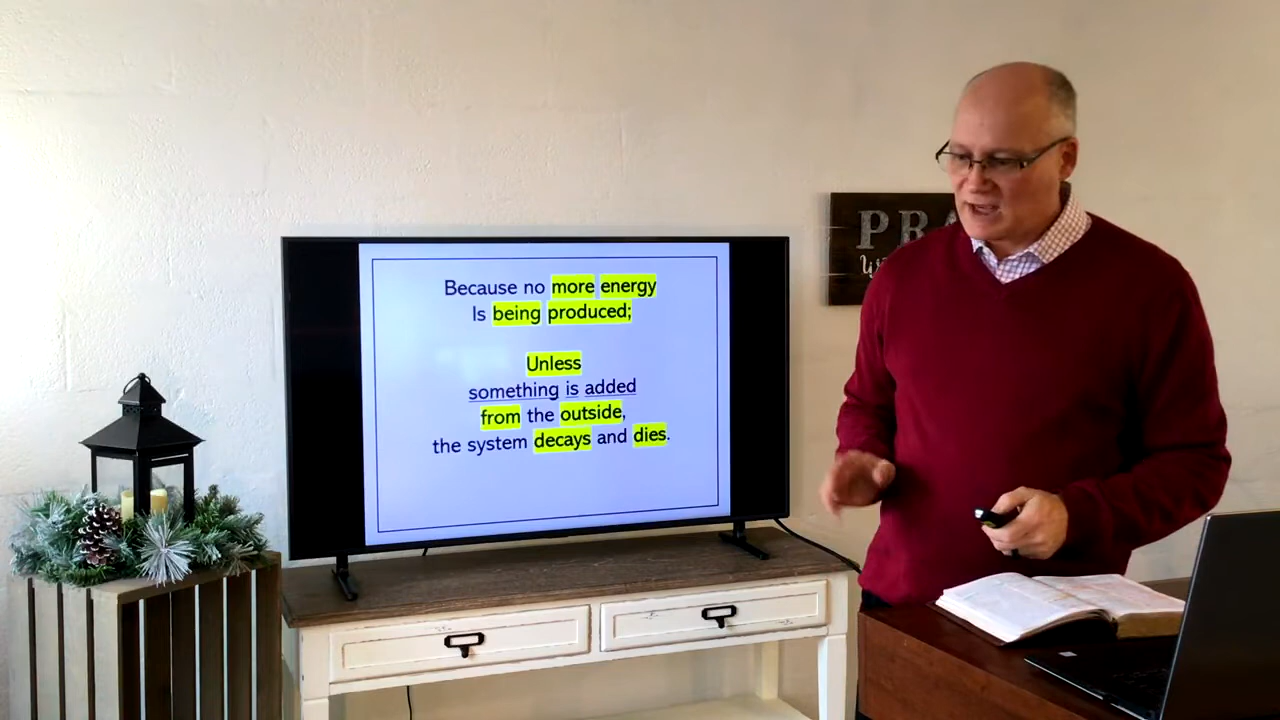 Because no more energy
Is being produced;
Unless
something is added
from the outside,
the system decays and dies.
PRA